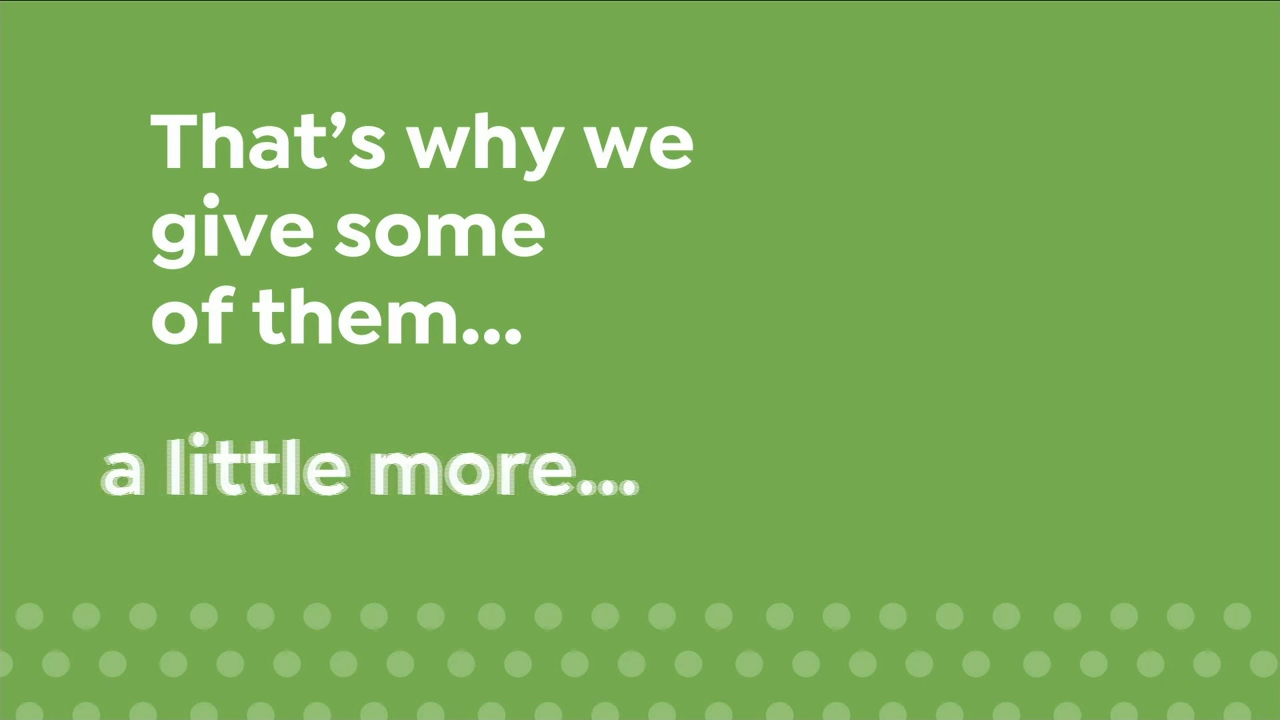 That’s why we
give some
of them...
a little more...